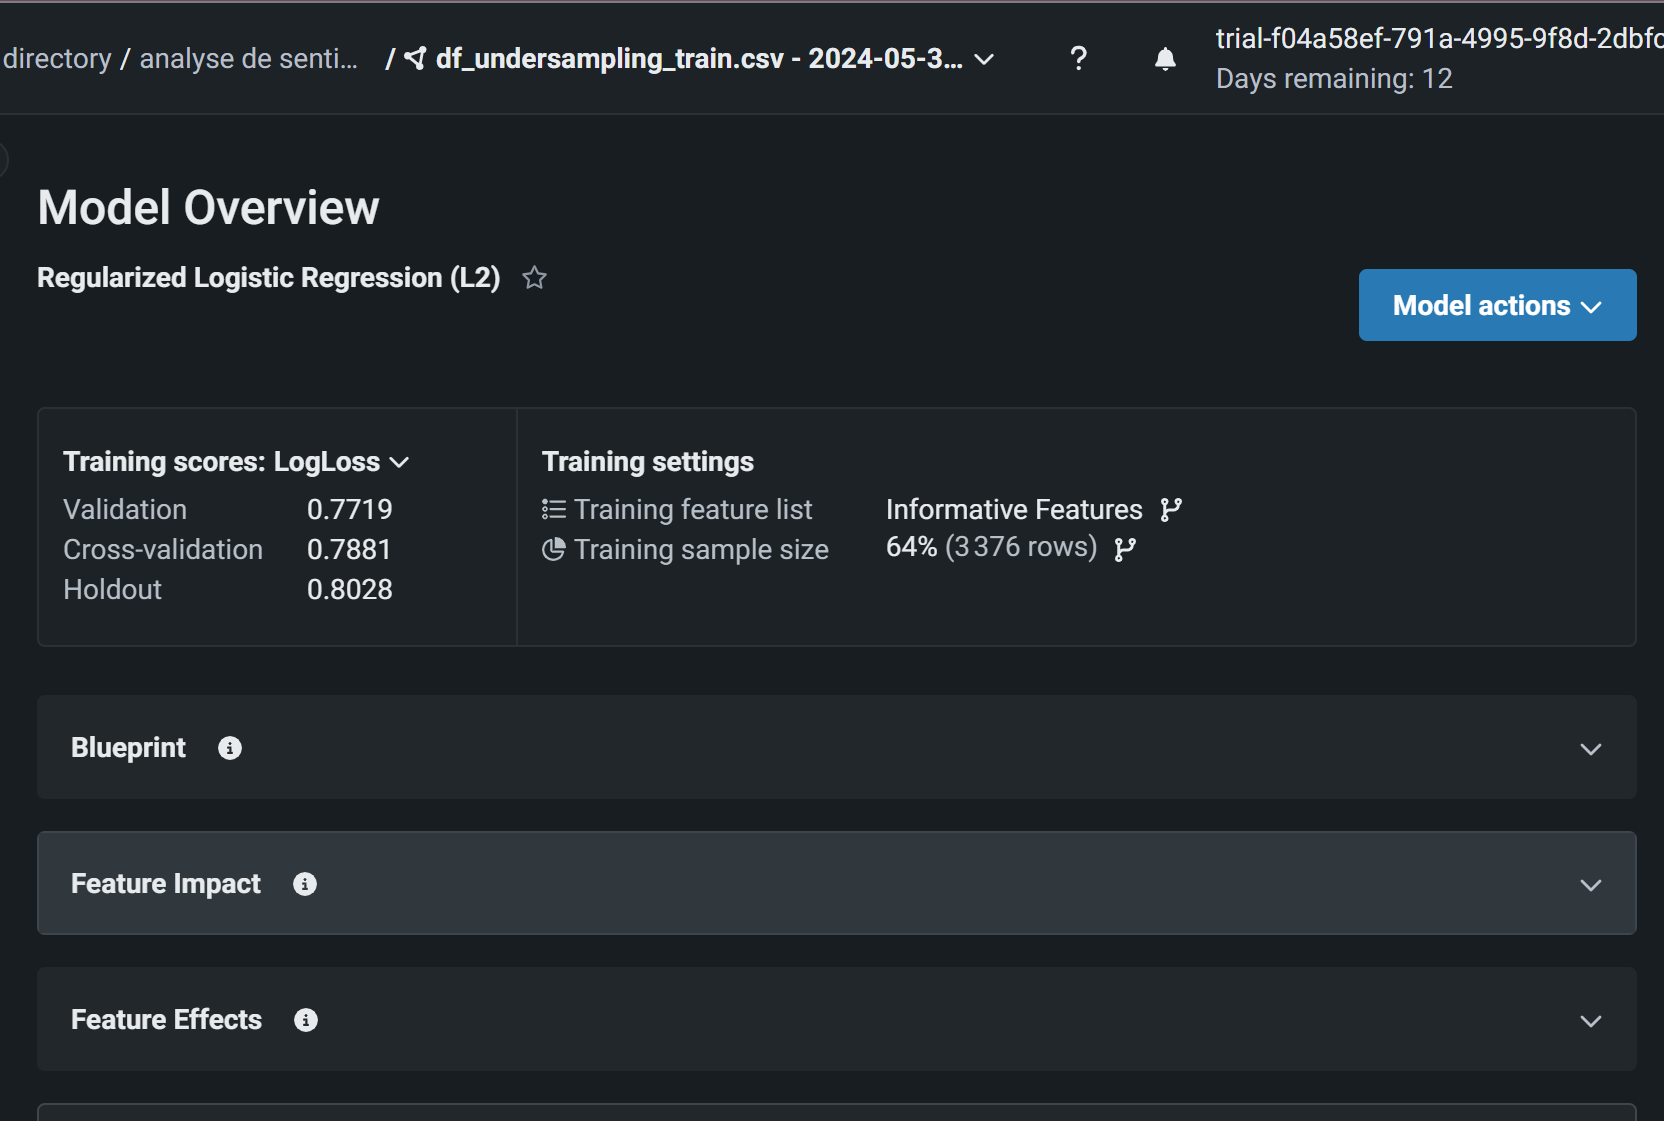 directory / analyse de senti... / df_undersampling_train.csv - 2024-05-3... ?
trial-f04a58ef-791a-4995-9f8d-2dbfc
Days remaining: 12
Model Overview
Regularized Logistic Regression (L2)
Model actions
Training scores: LogLoss
Validation 0.7719
Cross-validation 0.7881
Holdout 0.8028
Training settings
Training feature list Informative Features
Training sample size 64% (3 376 rows)
Blueprint
Feature Impact
Feature Effects